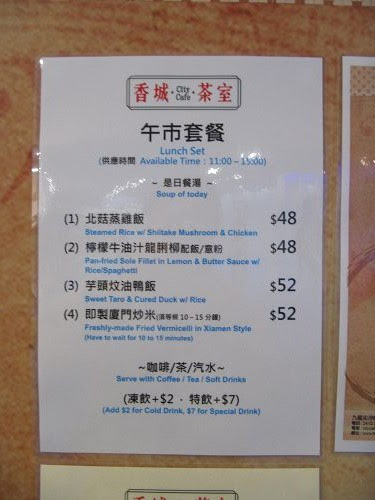 香城·City Cafe·茶室
午市套餐
Lunch Set
(供應時間 Available Time : 11:00 – 15:00)
~ 是日餐湯 ~
Soup of today
(1) 北菇蒸雞飯 $48
Steamed Rice w/ Shiitake Mushroom & Chicken
(2) 檸檬牛油汁龍脷柳配飯/意粉 $48
Pan-fried Sole Fillet in Lemon & Butter Sauce w/
Rice/Spaghetti
(3) 芋頭炆油鴨飯 $52
Sweet Taro & Cured Duck w/ Rice
(4) 即製廈門炒米(須等候 10 – 15 分鐘) $52
Freshly-made Fried Vermicelli in Xiamen Style
(Have to wait for 10 to 15 minutes)
~咖啡/茶/汽水~
Serve with Coffee / Tea / Soft Drinks
(凍飲+$2 · 特飲+$7)
(Add $2 for Cold Drink, $7 for Special Drink)